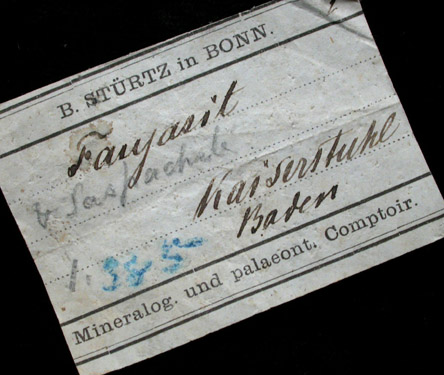 B. STÜRTZ in BONN.
Faujasit
v. Sasbach
Kaiserstuhl
Baden
1. 385
Mineralog. und palaeont. Comptoir.